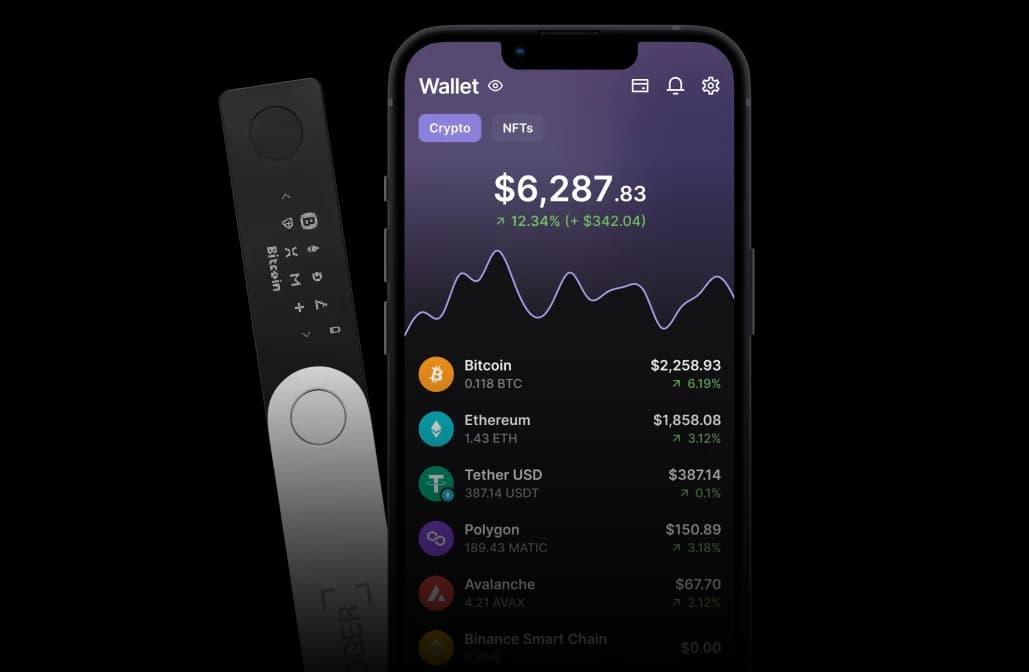 Wallet
Crypto NFTs
$6,287.83
12.34% (+ $342.04)
Bitcoin
Bitcoin $2,258.93
0.118 BTC 6.19%
Ethereum $1,858.08
1.43 ETH 3.12%
Tether USD $387.14
387.14 USDT 0.1%
Polygon $150.89
189.43 MATIC 3.18%
Avalanche $67.70
4.21 AVAX 2.12%
Binance Smart Chain $0.00
0 BNB
DGER